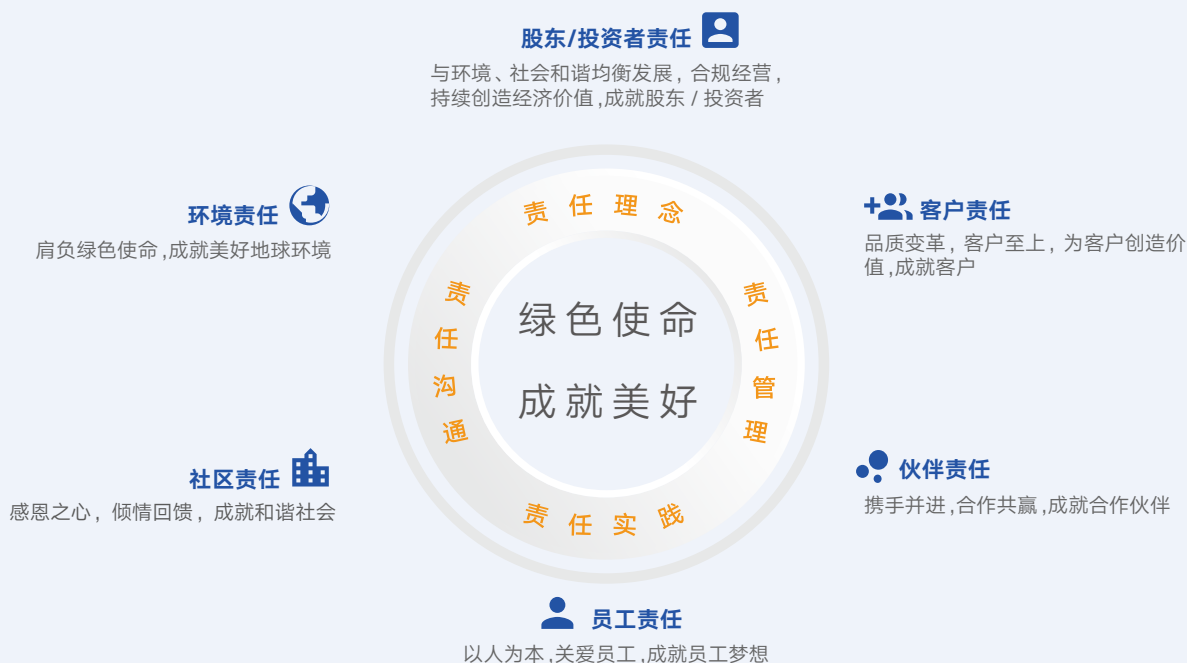 股东/投资者责任
与环境、社会和谐均衡发展，合规经营，
持续创造经济价值,成就股东 / 投资者
环境责任
肩负绿色使命,成就美好地球环境
客户责任
品质变革，客户至上，为客户创造价
值,成就客户
责任理念
责任沟通
绿色使命
成就美好
责任管理
责任实践
社区责任
感恩之心，倾情回馈，成就和谐社会
伙伴责任
携手并进,合作共赢,成就合作伙伴
员工责任
以人为本,关爱员工,成就员工梦想